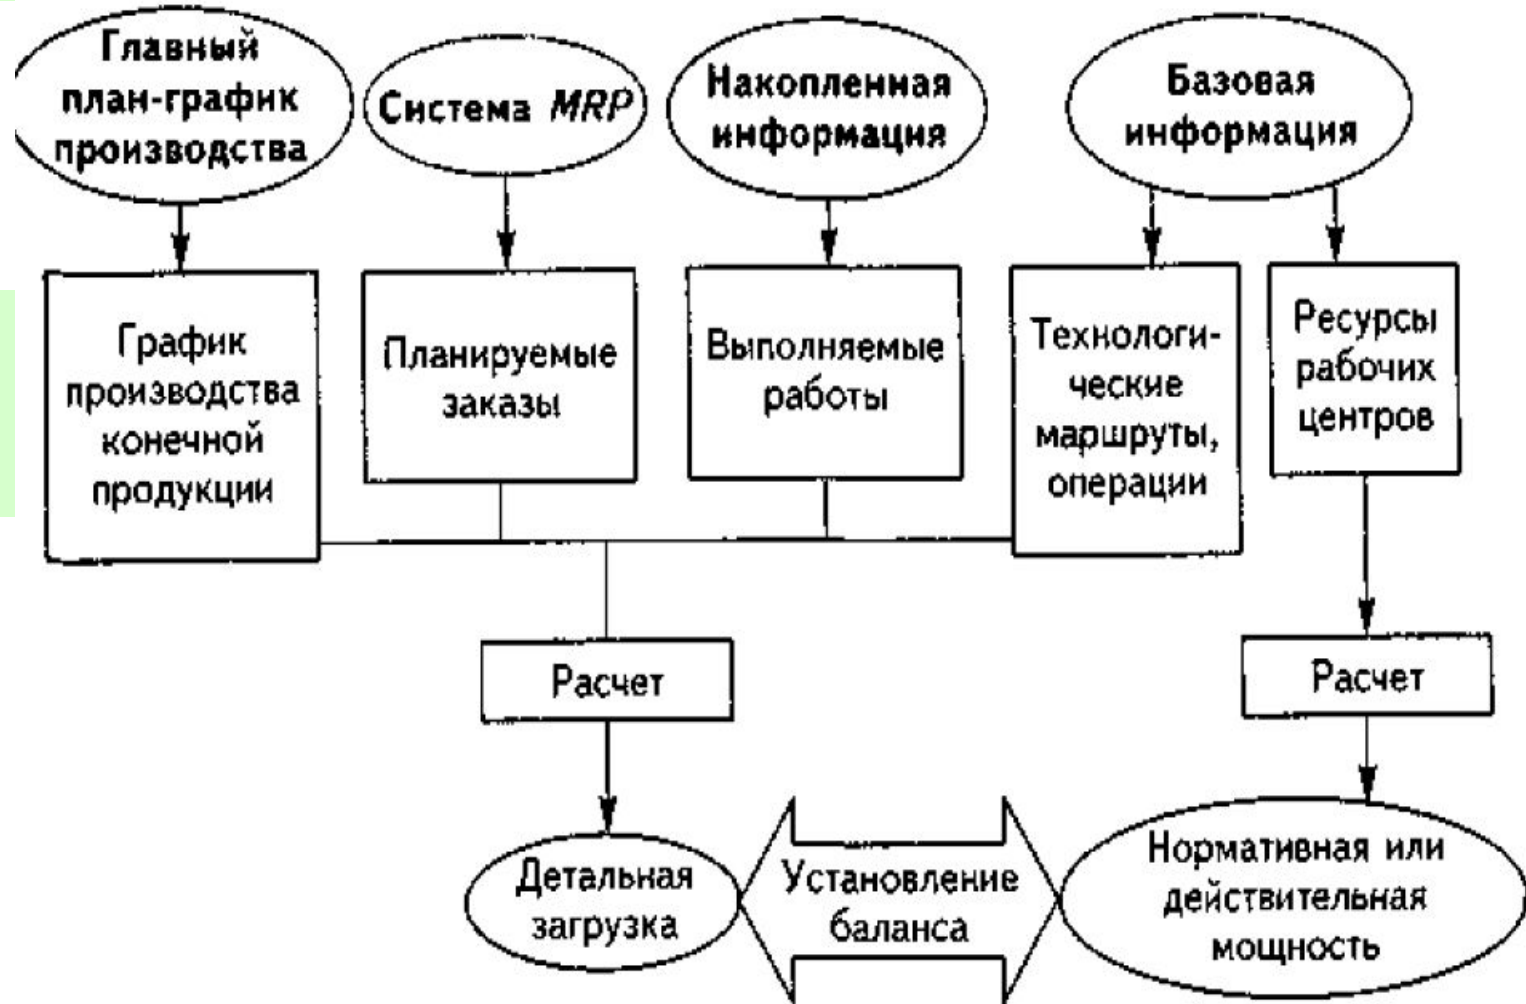 Главный
план-график
производства
Система MRP
Накопленная
информация
Базовая
информация
График
производства
конечной
продукции
Планируемые
заказы
Выполняемые
работы
Технологи-
ческие
маршруты,
операции
Ресурсы
рабочих
центров
Расчет
Расчет
Детальная
загрузка
Установление
баланса
Нормативная или
действительная
мощность